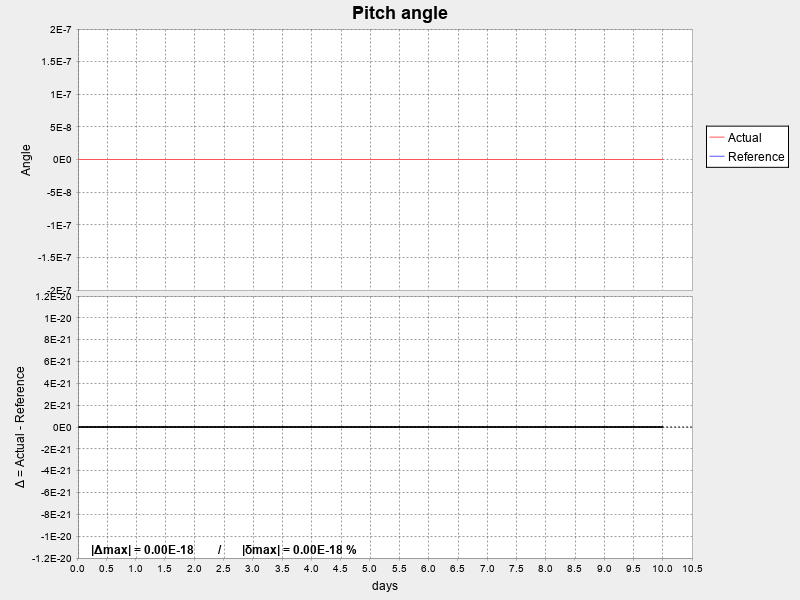 Pitch angle
2E-7
1.5E-7
1E-7
5E-8
0E0
-5E-8
-1E-7
-1.5E-7
-2E-7
Angle
Actual
Reference
1.2E-20
1E-20
8E-21
6E-21
4E-21
2E-21
0E0
-2E-21
-4E-21
-6E-21
-8E-21
-1E-20
-1.2E-20
Δ = Actual - Reference
|Δmax| = 0.00E-18 / |δmax| = 0.00E-18 %
0.0 0.5 1.0 1.5 2.0 2.5 3.0 3.5 4.0 4.5 5.0 5.5 6.0 6.5 7.0 7.5 8.0 8.5 9.0 9.5 10.0 10.5
days